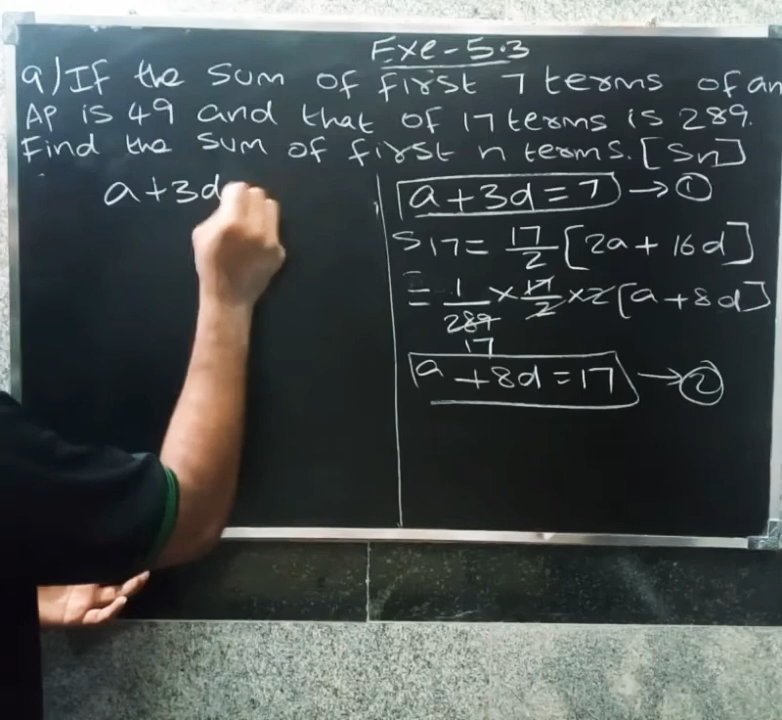 Exe-5.3
9) If the sum of first 7 terms of an
AP is 49 and that of 17 terms is 289.
Find the sum of first n terms. [Sn]
a+3d
a+3d=7 → ①
S17= 17/2 [2a+16d]
= 1/289 × 17/2 × 2 [a+8d]
17
a+8d=17 → ②